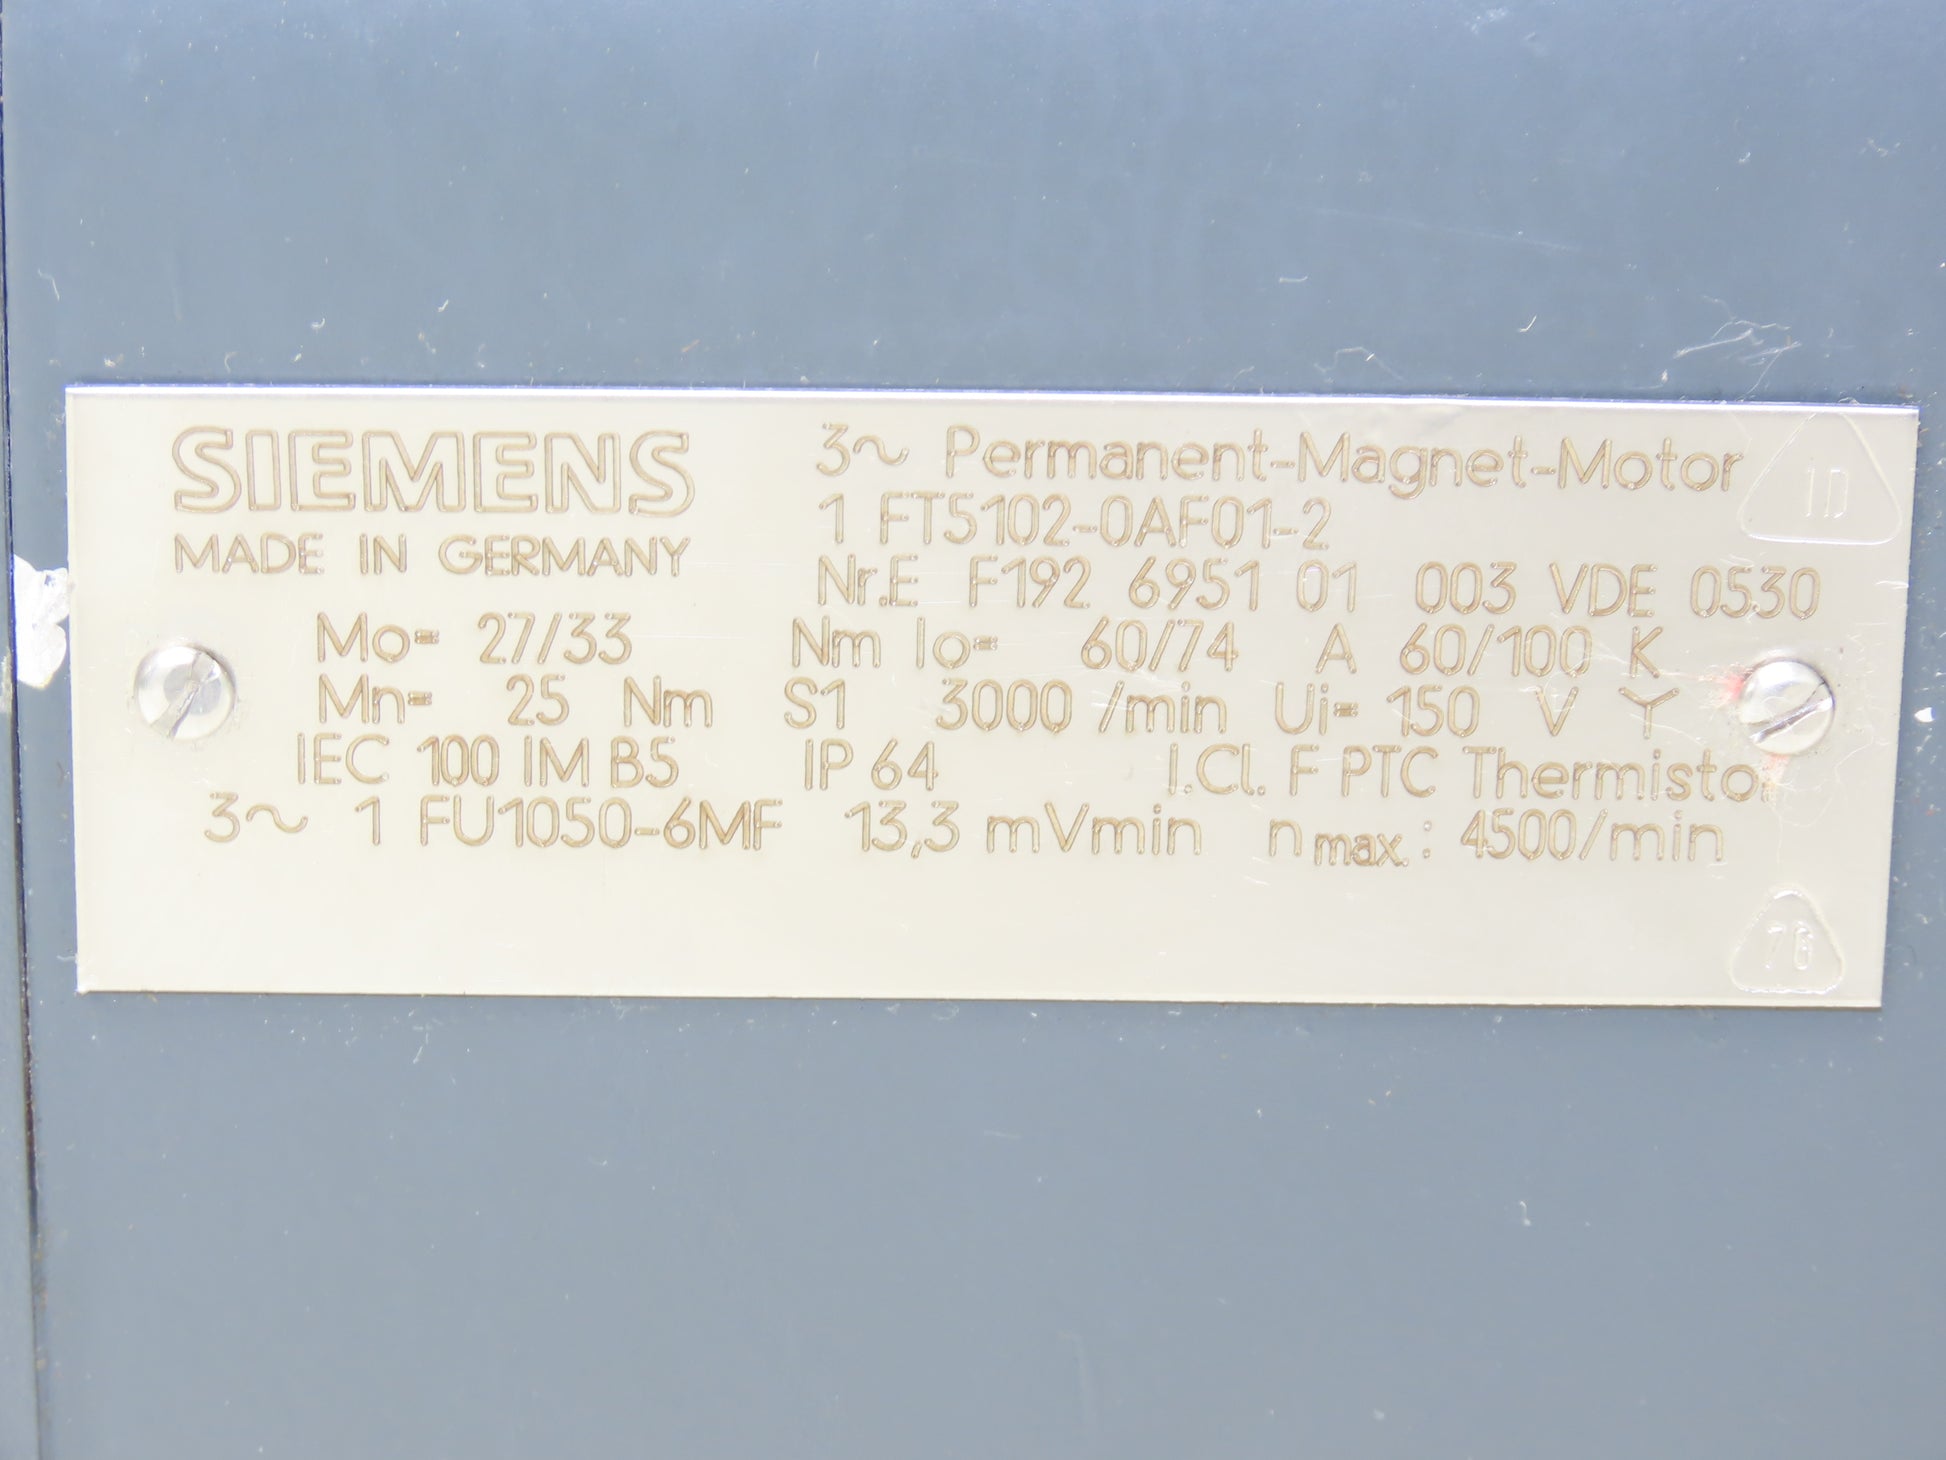 SIEMENS
MADE IN GERMANY
3~ Permanent-Magnet-Motor
1 FT5102-0AF01-2
Nr.E F192 6951 01 003 VDE 0530
Mo= 27/33 Nm Io= 60/74 A 60/100 K
Mn= 25 Nm S1 3000 /min Ui= 150 V Y
IEC 100 IM B5 IP 64 I.Cl. F PTC Thermistor
3~ 1 FU1050-6MF 13,3 mVmin nmax.: 4500/min
1D
76